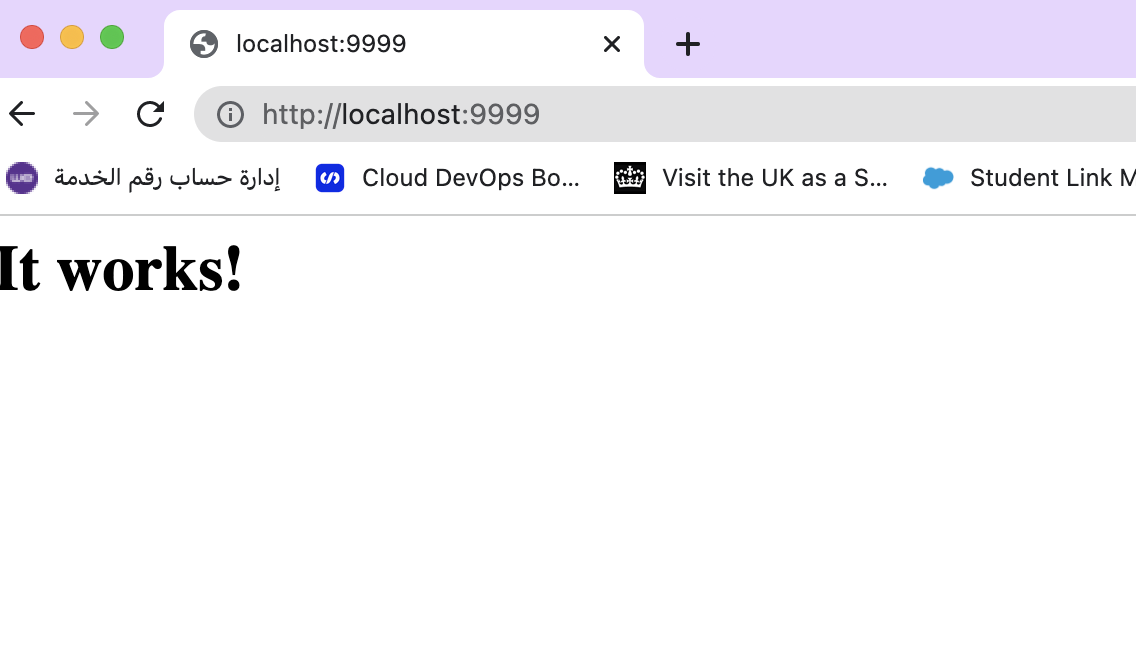 localhost:9999
http://localhost:9999
إدارة حساب رقم الخدمة
Cloud DevOps Bo...
Visit the UK as a S...
Student Link M
It works!